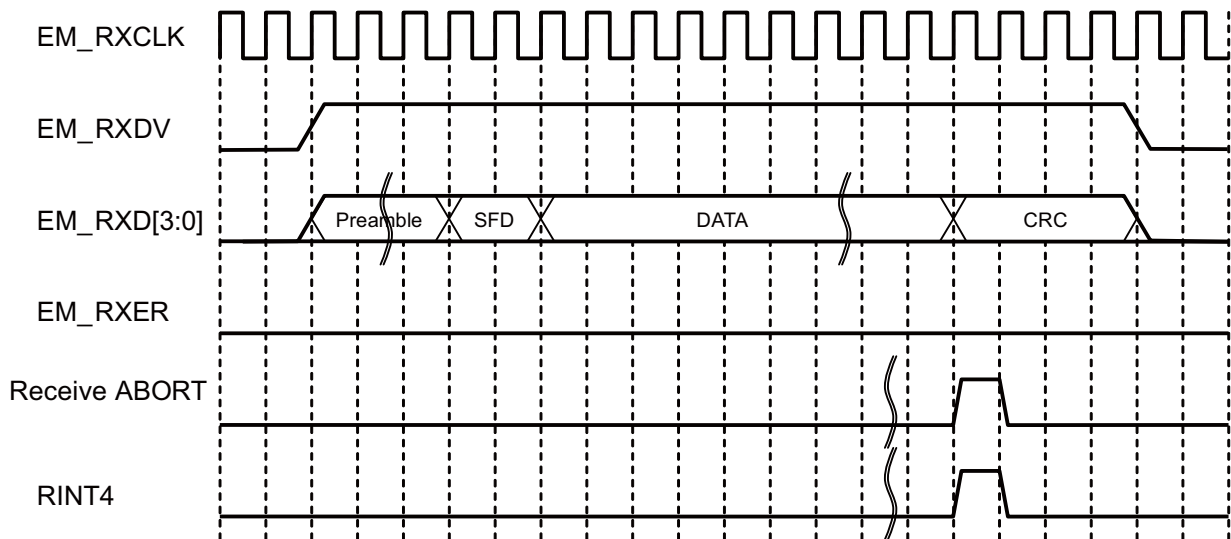 EM_RXCLK
EM_RXDV
EM_RXD[3:0]
Preamble
SFD
DATA
CRC
EM_RXER
Receive ABORT
RINT4